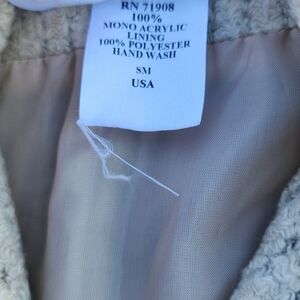 RN 71908
100%
MONO ACRYLIC
LINING
100% POLYESTER
HAND WASH
SM
USA